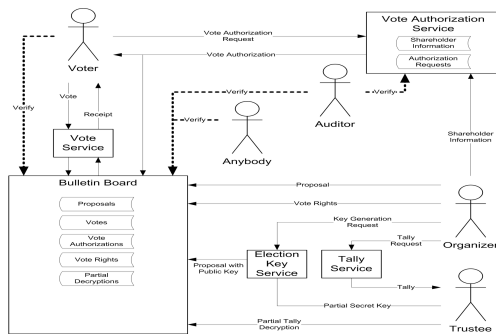 Vote Authorization
Request
Vote Authorization
Voter
Vote Authorization
Service
Shareholder
Information
Authorization
Requests
Verify
Verify
Verify
Verify
Vote
Receipt
Vote
Service
Auditor
Anybody
Shareholder
Information
Bulletin Board
Proposals
Votes
Vote
Authorizations
Vote Rights
Partial
Decryptions
Proposal
Vote Rights
Key Generation
Request
Organizer
Tally
Request
Proposal with
Public Key
Election
Key
Service
Tally
Service
Tally
Partial Secret Key
Trustee
Partial Tally
Decryption